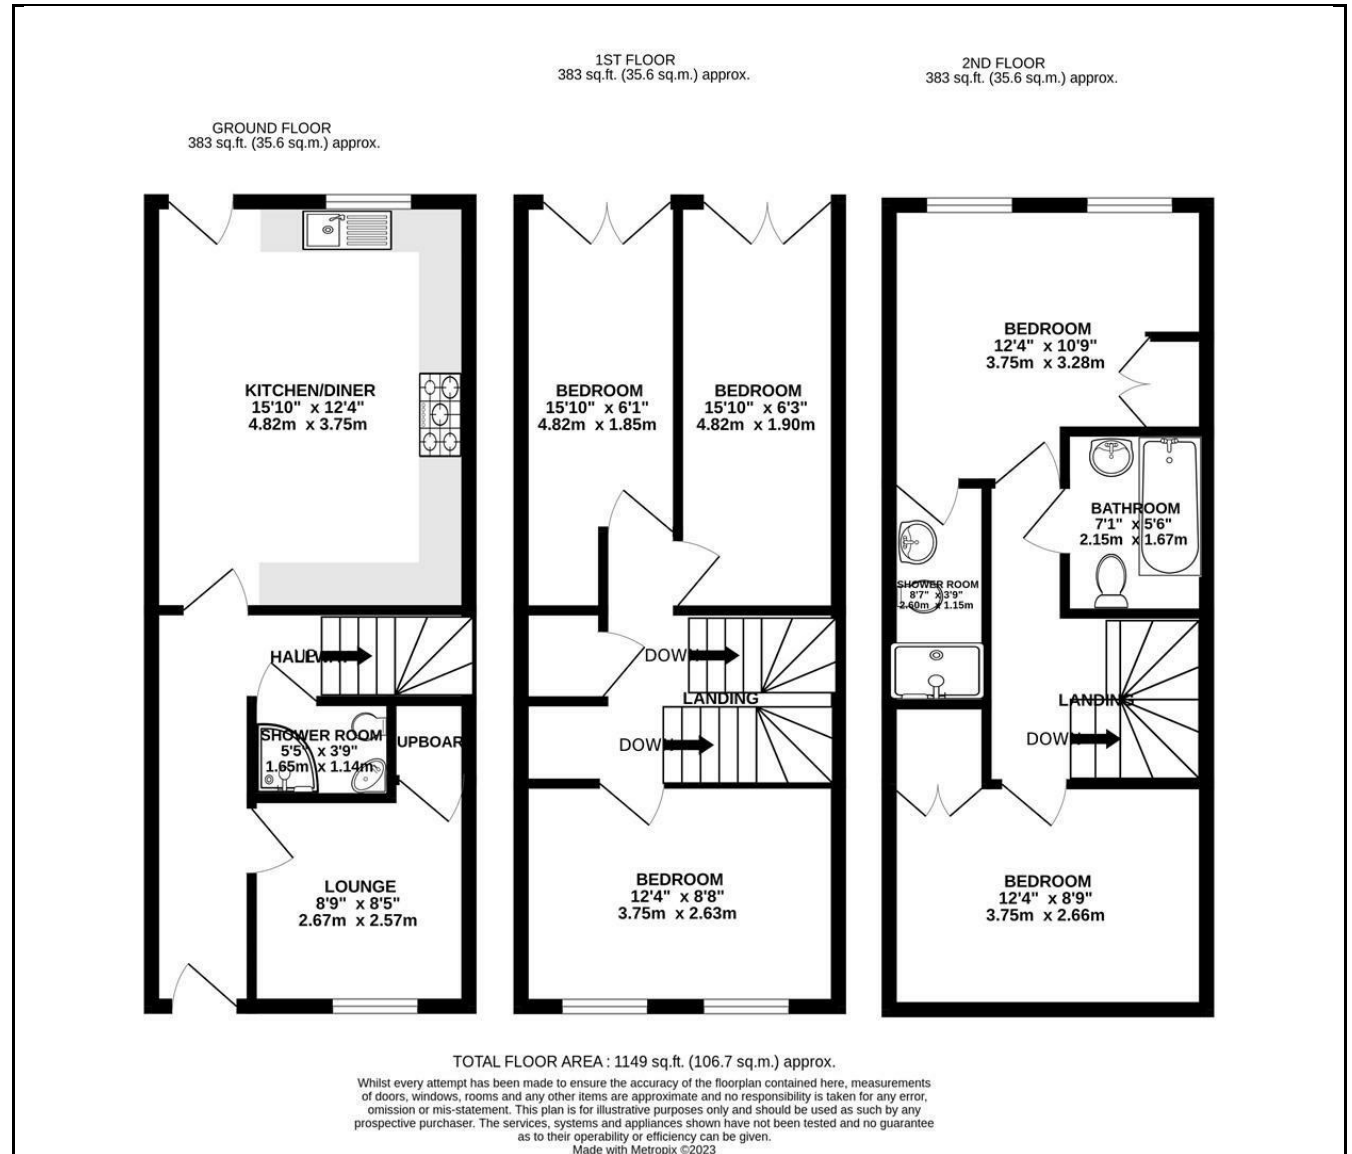 GROUND FLOOR
383 sq.ft. (35.6 sq.m.) approx.
1ST FLOOR
383 sq.ft. (35.6 sq.m.) approx.
2ND FLOOR
383 sq.ft. (35.6 sq.m.) approx.
KITCHEN/DINER
15'10" x 12'4"
4.82m x 3.75m
SHOWER ROOM
5'5" x 3'9"
1.65m x 1.14m
UPBOAR
LOUNGE
8'9" x 8'5"
2.67m x 2.57m
BEDROOM
15'10" x 6'1"
4.82m x 1.85m
BEDROOM
15'10" x 6'3"
4.82m x 1.90m
DOWN
LANDING
DOWN
BEDROOM
12'4" x 8'8"
3.75m x 2.63m
BEDROOM
12'4" x 10'9"
3.75m x 3.28m
BATHROOM
7'1" x 5'6"
2.15m x 1.67m
SHOWER ROOM
8'7" x 3'9"
2.60m x 1.15m
LANDING
DOWN
BEDROOM
12'4" x 8'9"
3.75m x 2.66m
TOTAL FLOOR AREA : 1149 sq.ft. (106.7 sq.m.) approx.
Whilst every attempt has been made to ensure the accuracy of the floorplan contained here, measurements
of doors, windows, rooms and any other items are approximate and no responsibility is taken for any error,
omission or mis-statement. This plan is for illustrative purposes only and should be used as such by any
prospective purchaser. The services, systems and appliances shown have not been tested and no guarantee
as to their operability or efficiency can be given.
Made with Metropix ©2023